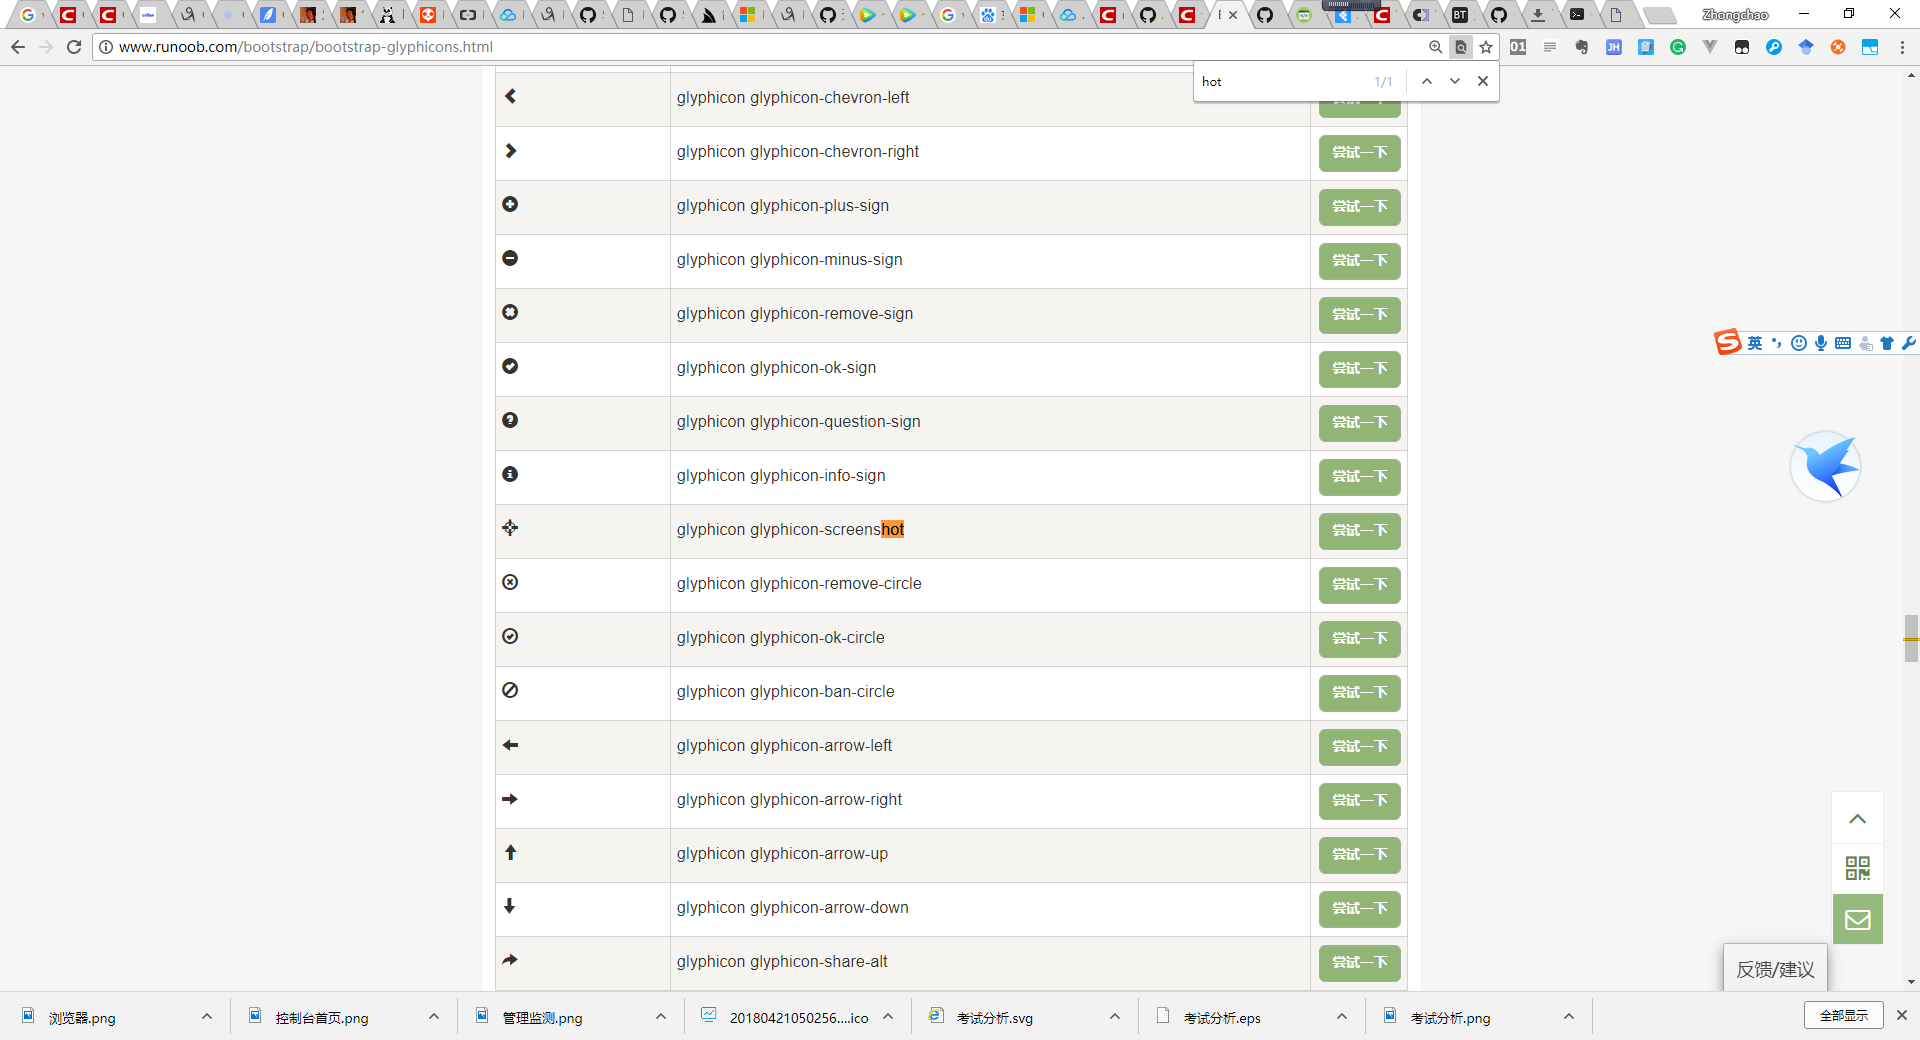 Zhongchao
www.runoob.com/bootstrap/bootstrap-glyphicons.html
hot 1/1
glyphicon glyphicon-chevron-left
glyphicon glyphicon-chevron-right 尝试一下
glyphicon glyphicon-plus-sign 尝试一下
glyphicon glyphicon-minus-sign 尝试一下
glyphicon glyphicon-remove-sign 尝试一下
glyphicon glyphicon-ok-sign 尝试一下
glyphicon glyphicon-question-sign 尝试一下
glyphicon glyphicon-info-sign 尝试一下
glyphicon glyphicon-screenshot 尝试一下
glyphicon glyphicon-remove-circle 尝试一下
glyphicon glyphicon-ok-circle 尝试一下
glyphicon glyphicon-ban-circle 尝试一下
glyphicon glyphicon-arrow-left 尝试一下
glyphicon glyphicon-arrow-right 尝试一下
glyphicon glyphicon-arrow-up 尝试一下
glyphicon glyphicon-arrow-down 尝试一下
glyphicon glyphicon-share-alt 尝试一下
英
反馈/建议
浏览器.png 控制台首页.png 管理监测.png 20180421050256....ico 考试分析.svg 考试分析.eps 考试分析.png 全部显示